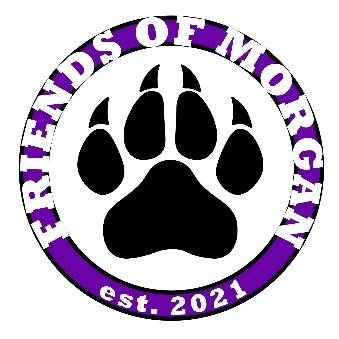 FRIENDS OF MORGAN
est. 2021